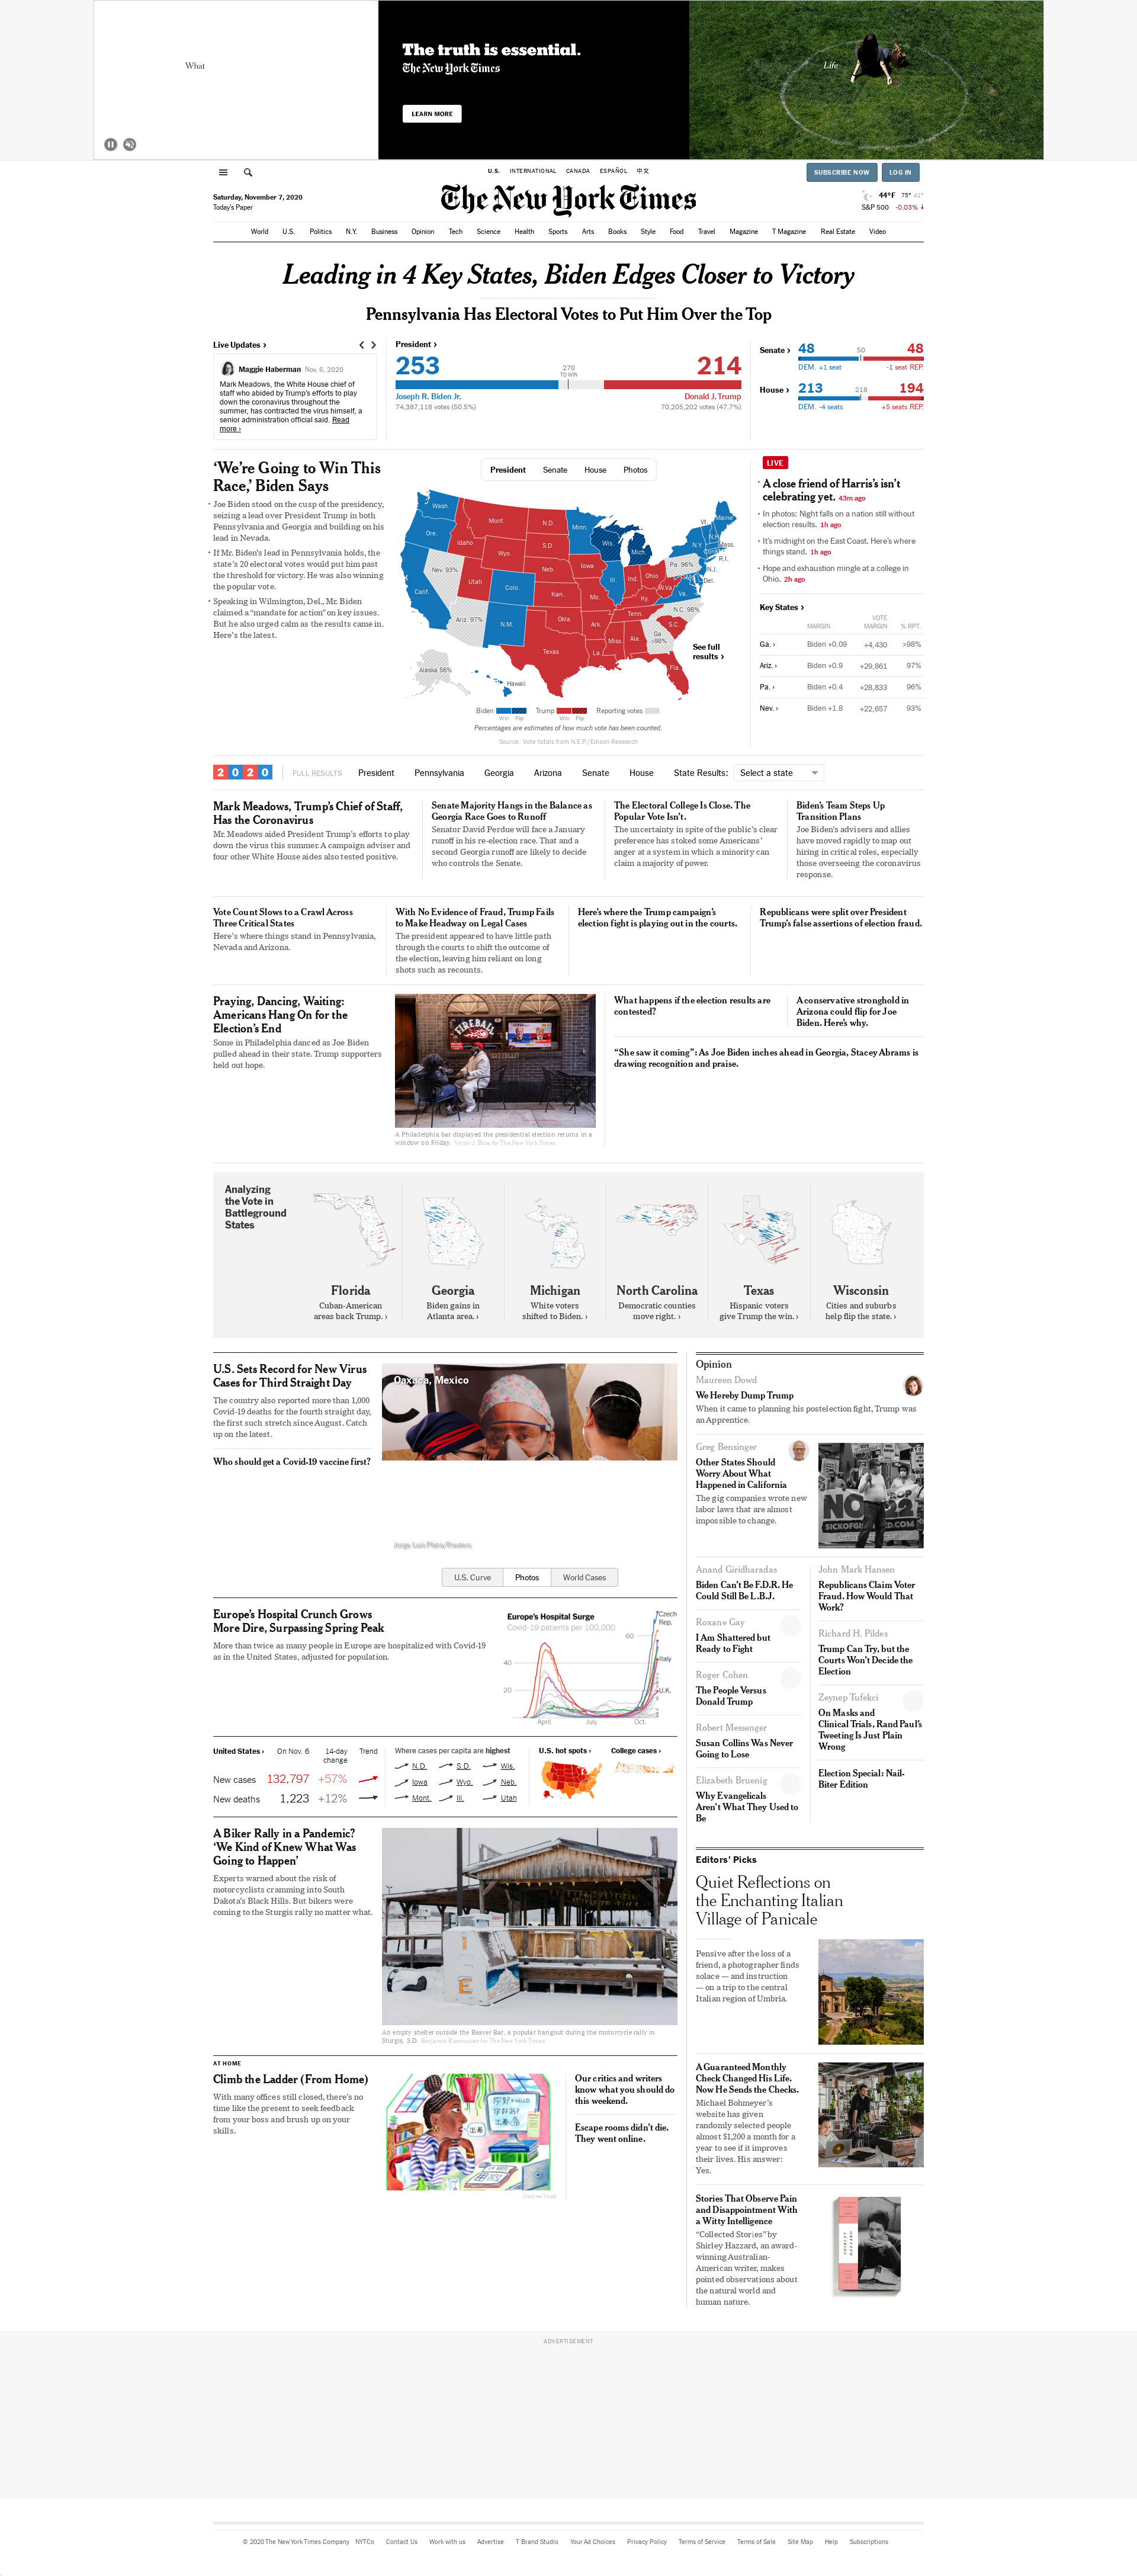 What
The truth is essential.
The New York Times
LEARN MORE
Life
U.S. INTERNATIONAL CANADA ESPAÑOL 中文
SUBSCRIBE NOW LOG IN
Saturday, November 7, 2020
Today's Paper
The New York Times
44°F 75° 41°
S&P 500 -0.03%
World U.S. Politics N.Y. Business Opinion Tech Science Health Sports Arts Books Style Food Travel Magazine T Magazine Real Estate Video
Leading in 4 Key States, Biden Edges Closer to Victory
Pennsylvania Has Electoral Votes to Put Him Over the Top
Live Updates ›
Maggie Haberman Nov. 6, 2020
Mark Meadows, the White House chief of
staff who abided by Trump's efforts to play
down the coronavirus throughout the
summer, has contracted the virus himself, a
senior administration official said. Read
more ›
President ›
253 214
270
TO WIN
Joseph R. Biden Jr. Donald J. Trump
74,387,118 votes (50.5%) 70,205,202 votes (47.7%)
Senate › 48 50 48
DEM. +1 seat -1 seat REP.
House › 213 218 194
DEM. -4 seats +5 seats REP.
'We're Going to Win This
Race,' Biden Says
Joe Biden stood on the cusp of the presidency,
seizing a lead over President Trump in both
Pennsylvania and Georgia and building on his
lead in Nevada.
If Mr. Biden's lead in Pennsylvania holds, the
state's 20 electoral votes would put him past
the threshold for victory. He was also winning
the popular vote.
Speaking in Wilmington, Del., Mr. Biden
claimed a "mandate for action" on key issues.
But he also urged calm as the results came in.
Here's the latest.
President Senate House Photos
Wash. Mont. N.D. Minn. Vt. Maine
Ore. Idaho S.D. Wis. Mich. N.Y. N.H. Mass.
Wyo. Conn. R.I.
Nev. 93% Neb. Iowa Pa. 96% N.J.
Utah Colo. Ill. Ind. Ohio Del.
Calif. Kan. Mo. Ky. W.Va. Va.
Ariz. 97% N.M. Okla. Ark. Tenn. N.C. 98%
Miss. Ala. Ga. >98% S.C.
Texas La. Fla.
Alaska 56% Hawaii
See full
results ›
Biden Trump Reporting votes
Win Flip Win Flip
Percentages are estimates of how much vote has been counted.
Source: Vote totals from N.E.P./Edison Research
LIVE
A close friend of Harris's isn't
celebrating yet. 43m ago
In photos: Night falls on a nation still without
election results. 1h ago
It's midnight on the East Coast. Here's where
things stand. 1h ago
Hope and exhaustion mingle at a college in
Ohio. 2h ago
Key States ›
MARGIN VOTE MARGIN % RPT.
Ga. › Biden +0.09 +4,430 >98%
Ariz. › Biden +0.9 +29,861 97%
Pa. › Biden +0.4 +28,833 96%
Nev. › Biden +1.8 +22,657 93%
2020 FULL RESULTS President Pennsylvania Georgia Arizona Senate House State Results: Select a state
Mark Meadows, Trump's Chief of Staff,
Has the Coronavirus
Mr. Meadows aided President Trump's efforts to play
down the virus this summer. A campaign adviser and
four other White House aides also tested positive.
Senate Majority Hangs in the Balance as
Georgia Race Goes to Runoff
Senator David Perdue will face a January
runoff in his re-election race. That and a
second Georgia runoff are likely to decide
who controls the Senate.
The Electoral College Is Close. The
Popular Vote Isn't.
The uncertainty in spite of the public's clear
preference has stoked some Americans'
anger at a system in which a minority can
claim a majority of power.
Biden's Team Steps Up
Transition Plans
Joe Biden's advisers and allies
have moved rapidly to map out
hiring in critical roles, especially
those overseeing the coronavirus
response.
Vote Count Slows to a Crawl Across
Three Critical States
Here's where things stand in Pennsylvania,
Nevada and Arizona.
With No Evidence of Fraud, Trump Fails
to Make Headway on Legal Cases
The president appeared to have little path
through the courts to shift the outcome of
the election, leaving him reliant on long
shots such as recounts.
Here's where the Trump campaign's
election fight is playing out in the courts.
Republicans were split over President
Trump's false assertions of election fraud.
Praying, Dancing, Waiting:
Americans Hang On for the
Election's End
Some in Philadelphia danced as Joe Biden
pulled ahead in their state. Trump supporters
held out hope.
FIREBALL
A Philadelphia bar displayed the presidential election returns in a
window on Friday. Victor J. Blue for The New York Times
What happens if the election results are
contested?
A conservative stronghold in
Arizona could flip for Joe
Biden. Here's why.
"She saw it coming": As Joe Biden inches ahead in Georgia, Stacey Abrams is
drawing recognition and praise.
Analyzing
the Vote in
Battleground
States
Florida
Cuban-American
areas back Trump. ›
Georgia
Biden gains in
Atlanta area. ›
Michigan
White voters
shifted to Biden. ›
North Carolina
Democratic counties
move right. ›
Texas
Hispanic voters
give Trump the win. ›
Wisconsin
Cities and suburbs
help flip the state. ›
U.S. Sets Record for New Virus
Cases for Third Straight Day
The country also reported more than 1,000
Covid-19 deaths for the fourth straight day,
the first such stretch since August. Catch
up on the latest.
Who should get a Covid-19 vaccine first?
Oaxaca, Mexico
Jorge Luis Plata/Reuters
U.S. Curve Photos World Cases
Europe's Hospital Crunch Grows
More Dire, Surpassing Spring Peak
More than twice as many people in Europe are hospitalized with Covid-19
as in the United States, adjusted for population.
Europe's Hospital Surge
Covid-19 patients per 100,000
Czech
Rep.
60
Italy
40
20
U.K.
April July Oct.
United States › On Nov. 6 14-day change Trend
New cases 132,797 +57%
New deaths 1,223 +12%
Where cases per capita are highest
N.D. S.D. Wis.
Iowa Wyo. Neb.
Mont. Ill. Utah
U.S. hot spots › College cases ›
A Biker Rally in a Pandemic?
'We Kind of Knew What Was
Going to Happen'
Experts warned about the risk of
motorcyclists cramming into South
Dakota's Black Hills. But bikers were
coming to the Sturgis rally no matter what.
An empty shelter outside the Beaver Bar, a popular hangout during the motorcycle rally in
Sturgis, S.D. Benjamin Rasmussen for The New York Times
AT HOME
Climb the Ladder (From Home)
With many offices still closed, there's no
time like the present to seek feedback
from your boss and brush up on your
skills.
Our critics and writers
know what you should do
this weekend.
Escape rooms didn't die.
They went online.
Opinion
Maureen Dowd
We Hereby Dump Trump
When it came to planning his postelection fight, Trump was
an Apprentice.
Greg Bensinger
Other States Should
Worry About What
Happened in California
The gig companies wrote new
labor laws that are almost
impossible to change.
Anand Giridharadas
Biden Can't Be F.D.R. He
Could Still Be L.B.J.
Roxane Gay
I Am Shattered but
Ready to Fight
Roger Cohen
The People Versus
Donald Trump
Robert Messenger
Susan Collins Was Never
Going to Lose
Elizabeth Bruenig
Why Evangelicals
Aren't What They Used to
Be
John Mark Hansen
Republicans Claim Voter
Fraud. How Would That
Work?
Richard H. Pildes
Trump Can Try, but the
Courts Won't Decide the
Election
Zeynep Tufekci
On Masks and
Clinical Trials, Rand Paul's
Tweeting Is Just Plain
Wrong
Election Special: Nail-
Biter Edition
Editors' Picks
Quiet Reflections on
the Enchanting Italian
Village of Panicale
Pensive after the loss of a
friend, a photographer finds
solace — and instruction
— on a trip to the central
Italian region of Umbria.
A Guaranteed Monthly
Check Changed His Life.
Now He Sends the Checks.
Michael Bohmeyer's
website has given
randomly selected people
almost $1,200 a month for a
year to see if it improves
their lives. His answer:
Yes.
Stories That Observe Pain
and Disappointment With
a Witty Intelligence
"Collected Stories" by
Shirley Hazzard, an award-
winning Australian-
American writer, makes
pointed observations about
the natural world and
human nature.
ADVERTISEMENT
© 2020 The New York Times Company NYTCo Contact Us Work with us Advertise T Brand Studio Your Ad Choices Privacy Policy Terms of Service Terms of Sale Site Map Help Subscriptions